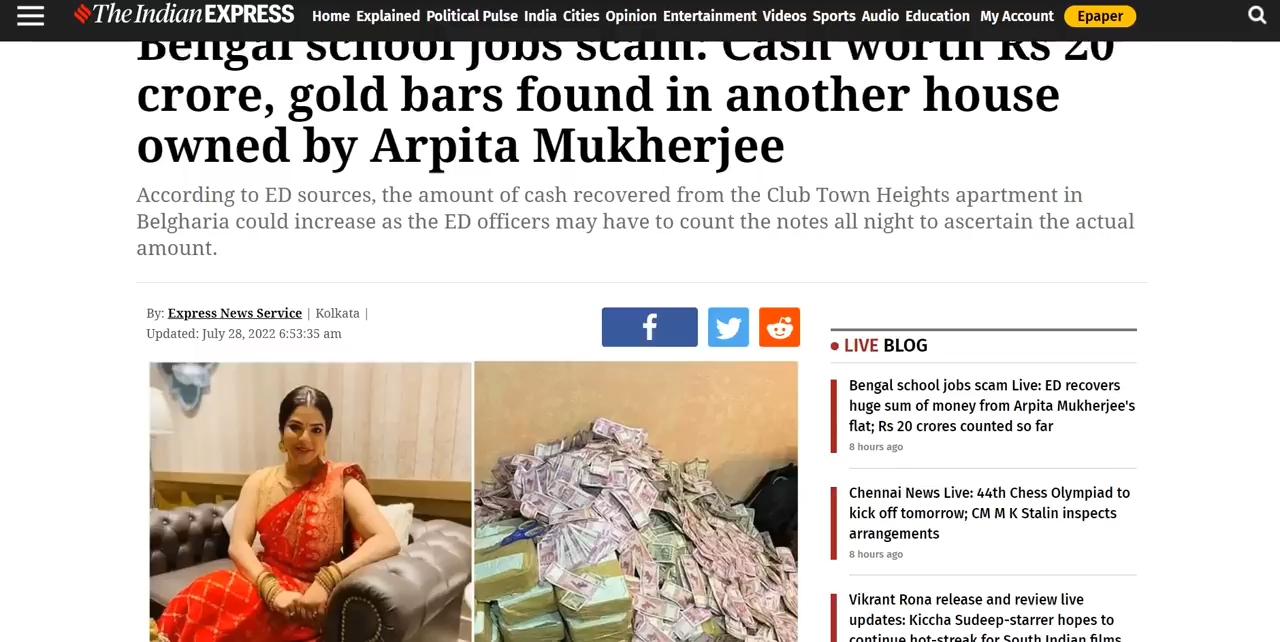 The Indian EXPRESS
Home Explained Political Pulse India Cities Opinion Entertainment Videos Sports Audio Education My Account Epaper
Bengal school jobs scam: Cash worth Rs 20
crore, gold bars found in another house
owned by Arpita Mukherjee
According to ED sources, the amount of cash recovered from the Club Town Heights apartment in
Belgharia could increase as the ED officers may have to count the notes all night to ascertain the actual
amount.
By: Express News Service | Kolkata |
Updated: July 28, 2022 6:53:35 am
LIVE BLOG
Bengal school jobs scam Live: ED recovers
huge sum of money from Arpita Mukherjee's
flat; Rs 20 crores counted so far
8 hours ago
Chennai News Live: 44th Chess Olympiad to
kick off tomorrow; CM M K Stalin inspects
arrangements
8 hours ago
Vikrant Rona release and review live
updates: Kiccha Sudeep-starrer hopes to
continue hot-streak for South Indian films